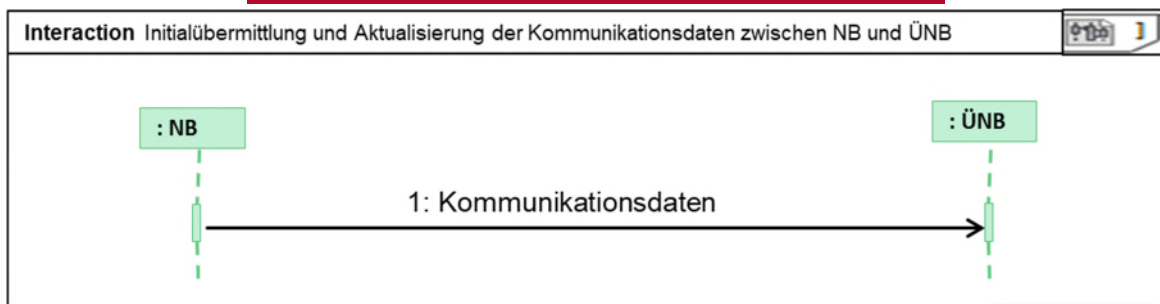 Interaction Initialübermittlung und Aktualisierung der Kommunikationsdaten zwischen NB und ÜNB
: NB
: ÜNB
1: Kommunikationsdaten